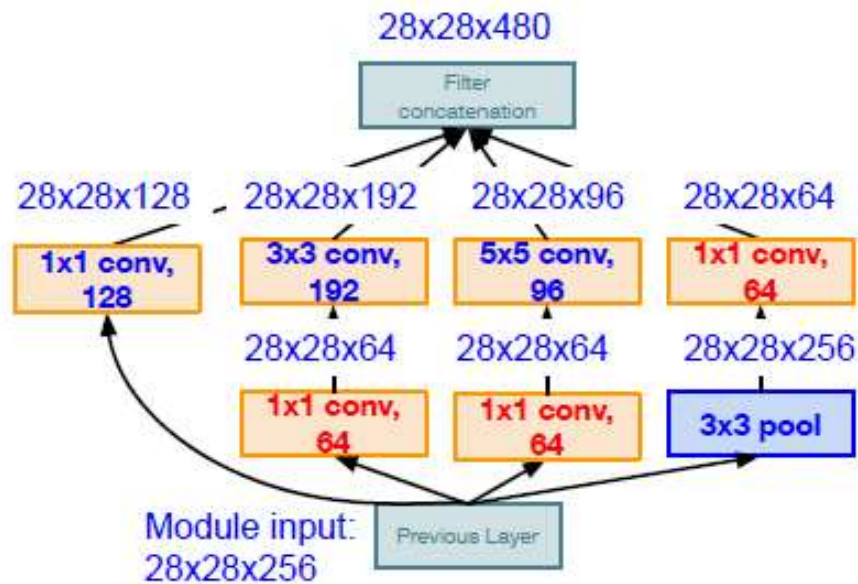 28x28x480
Filter
concatenation
28x28x128
28x28x192
28x28x96
28x28x64
1x1 conv,
128
3x3 conv,
192
5x5 conv,
96
1x1 conv,
64
28x28x64
28x28x64
28x28x256
1x1 conv,
64
1x1 conv,
64
3x3 pool
Module input:
28x28x256
Previous Layer